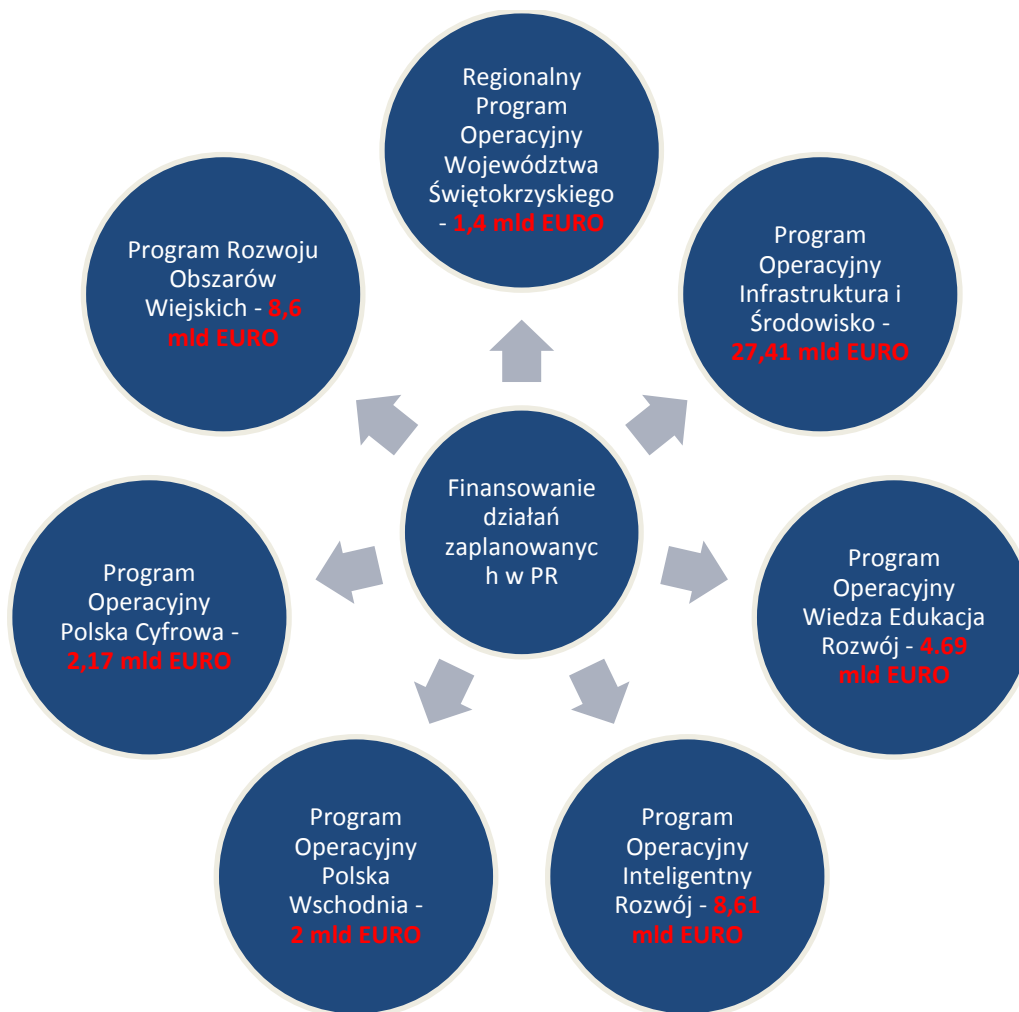 Regionalny
Program
Operacyjny
Województwa
Świętokrzyskiego
- 1,4 mld EURO
Program
Operacyjny
Infrastruktura i
Środowisko -
27,41 mld EURO
Program
Operacyjny
Wiedza Edukacja
Rozwój - 4.69
mld EURO
Program
Operacyjny
Inteligentny
Rozwój - 8,61
mld EURO
Program
Operacyjny
Polska
Wschodnia -
2 mld EURO
Program
Operacyjny
Polska Cyfrowa -
2,17 mld EURO
Program Rozwoju
Obszarów
Wiejskich - 8,6
mld EURO
Finansowanie
działań
zaplanowanyc
h w PR